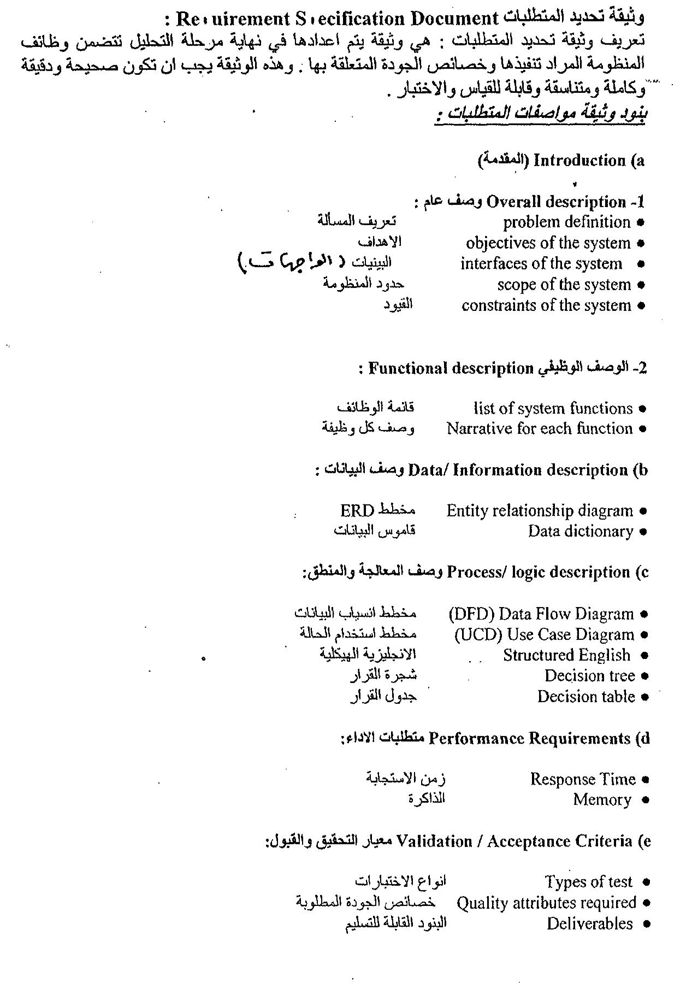 وثيقة تحديد المتطلبات Requirement Specification Document :
تعريف وثيقة تحديد المتطلبات : هي وثيقة يتم اعدادها في نهاية مرحلة التحليل تتضمن وظائف
المنظومة المراد تنفيذها وخصائص الجودة المتعلقة بها . وهذه الوثيقة يجب ان تكون صحيحة ودقيقة
وكاملة ومتناسقة وقابلة للقياس والاختبار .
بنود وثيقة مواصفات المتطلبات :
a) Introduction (المقدمة)
1- Overall description وصف عام :
• problem definition تعريف المسألة
• objectives of the system الاهداف
• interfaces of the system البينيات (الواجهات)
• scope of the system حدود المنظومة
• constraints of the system القيود
2- الوصف الوظيفي Functional description :
• list of system functions قائمة الوظائف
• Narrative for each function وصف كل وظيفة
b) Data/ Information description وصف البيانات :
• Entity relationship diagram مخطط ERD
• Data dictionary قاموس البيانات
c) Process/ logic description وصف المعالجة والمنطق:
• (DFD) Data Flow Diagram مخطط انسياب البيانات
• (UCD) Use Case Diagram مخطط استخدام الحالة
• Structured English الانجليزية الهيكلية
• Decision tree شجرة القرار
• Decision table جدول القرار
d) Performance Requirements متطلبات الاداء:
• Response Time زمن الاستجابة
• Memory الذاكرة
e) Validation / Acceptance Criteria معيار التحقيق والقبول:
• Types of test انواع الاختبارات
• Quality attributes required خصائص الجودة المطلوبة
• Deliverables البنود القابلة للتسليم